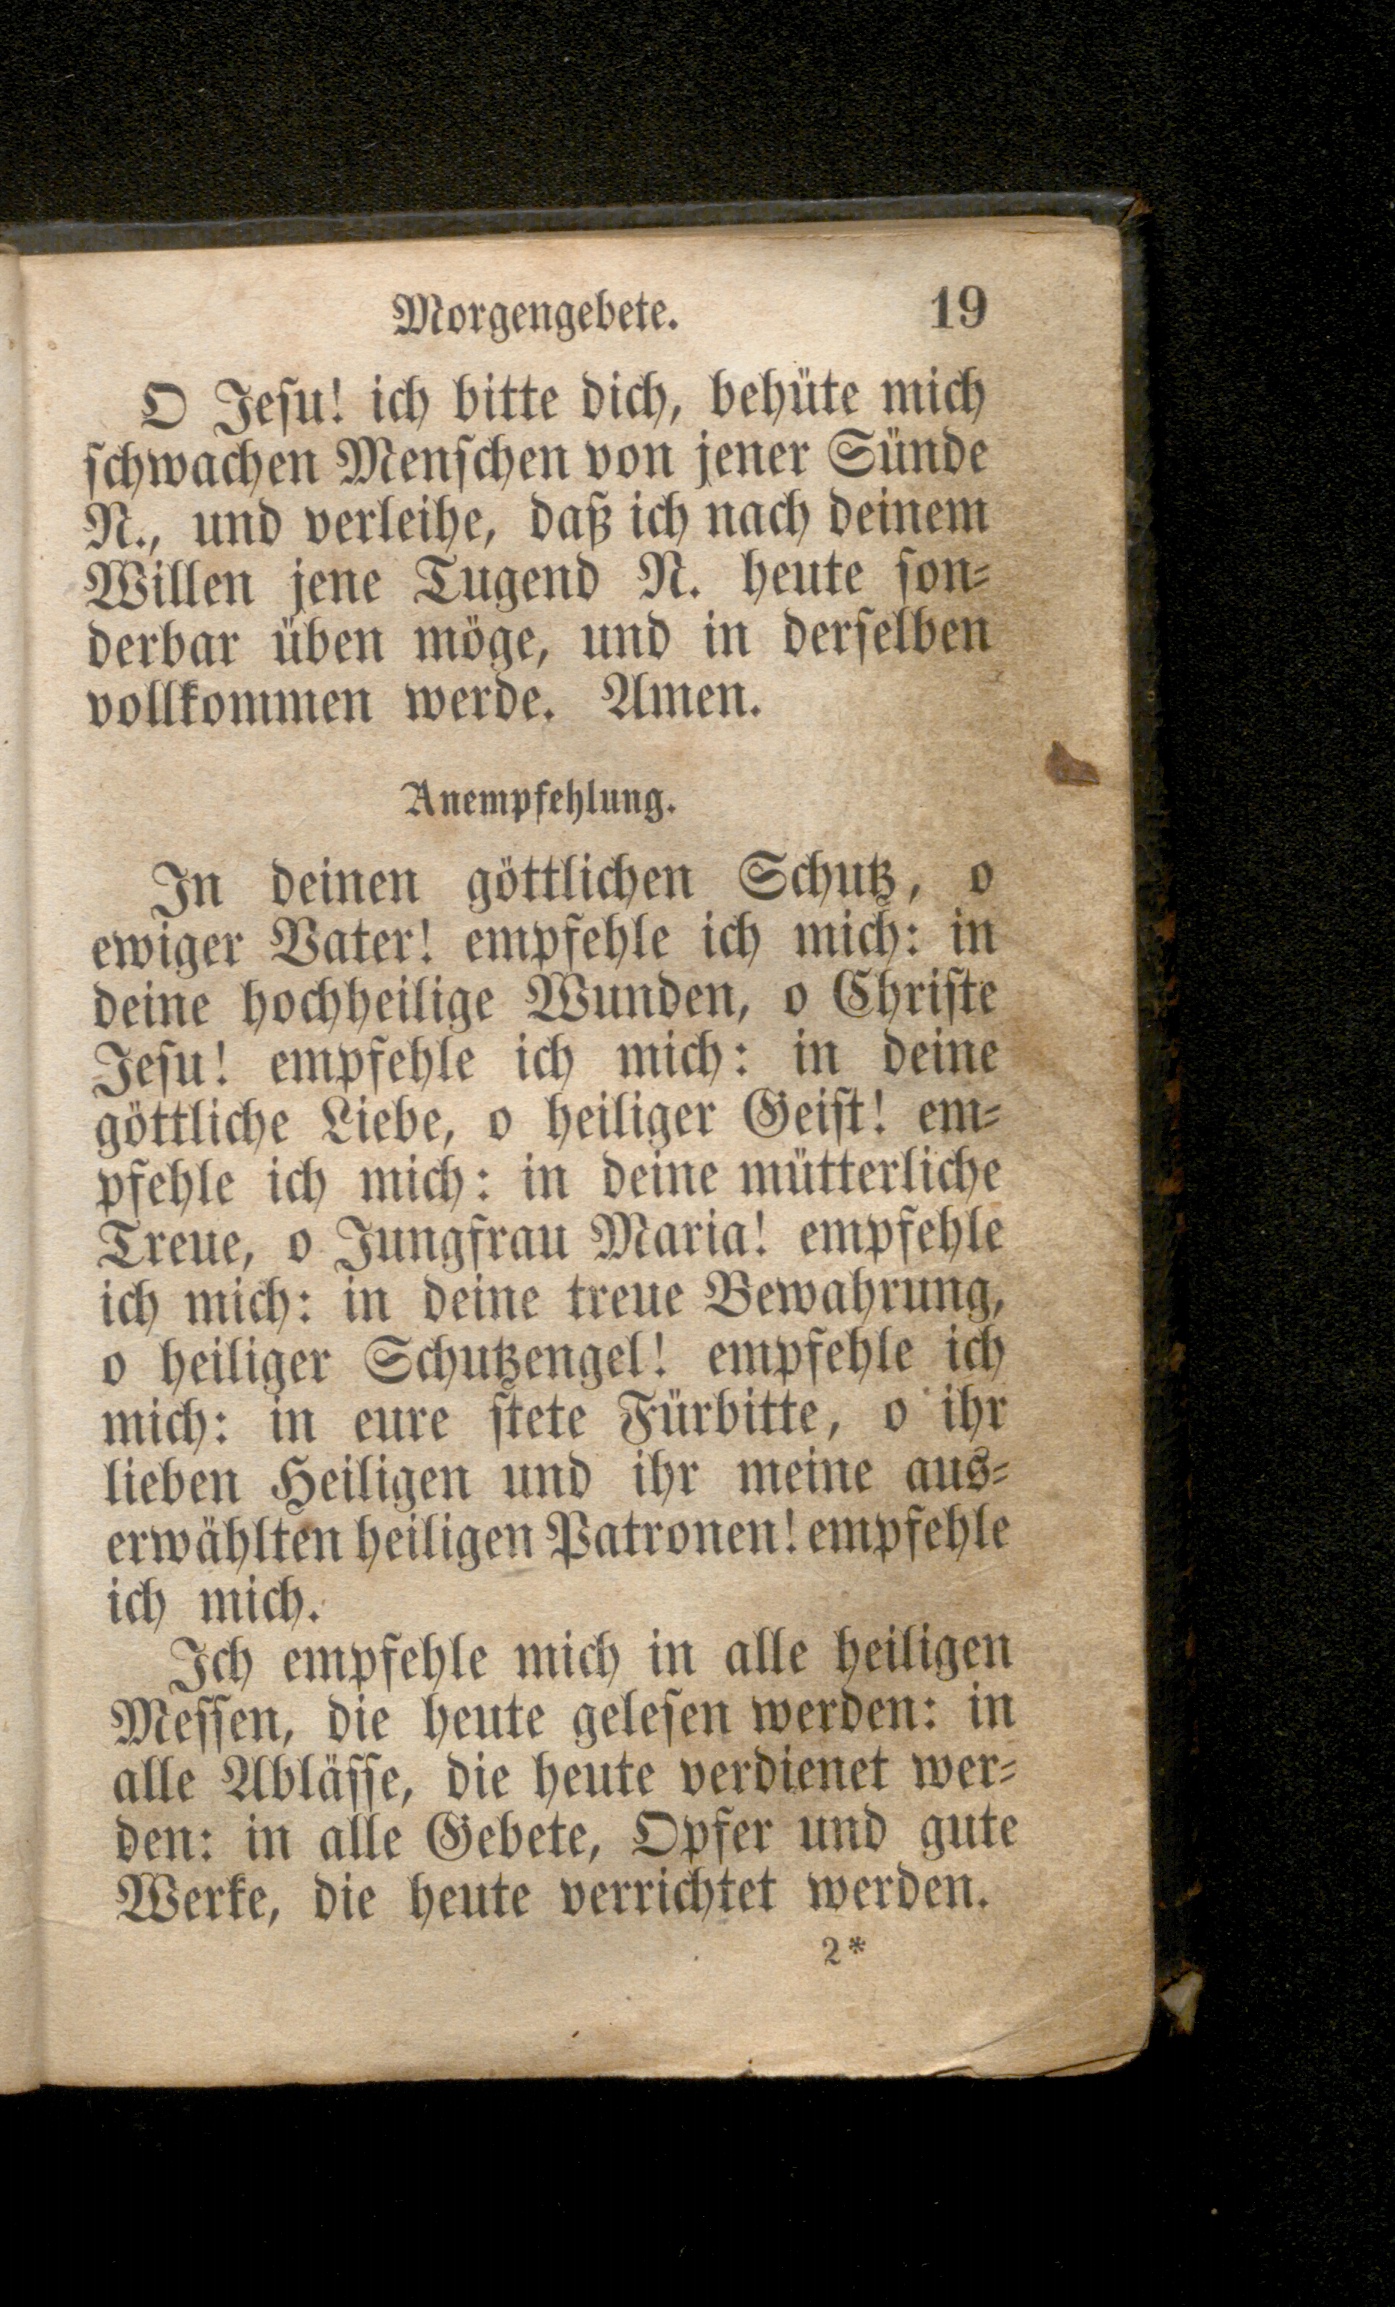 Morgengebete. 19
O Jesu! ich bitte dich, behüte mich
schwachen Menschen von jener Sünde
N., und verleihe, daß ich nach deinem
Willen jene Tugend N. heute son-
derbar üben möge, und in derselben
vollkommen werde. Amen.
Anempfehlung.
In deinen göttlichen Schutz, o
ewiger Vater! empfehle ich mich: in
deine hochheilige Wunden, o Christe
Jesu! empfehle ich mich: in deine
göttliche Liebe, o heiliger Geist! em-
pfehle ich mich: in deine mütterliche
Treue, o Jungfrau Maria! empfehle
ich mich: in deine treue Bewahrung,
o heiliger Schutzengel! empfehle ich
mich: in eure stete Fürbitte, o ihr
lieben Heiligen und ihr meine aus-
erwählten heiligen Patronen! empfehle
ich mich.
Ich empfehle mich in alle heiligen
Messen, die heute gelesen werden: in
alle Ablässe, die heute verdienet wer-
den: in alle Gebete, Opfer und gute
Werke, die heute verrichtet werden.
2*